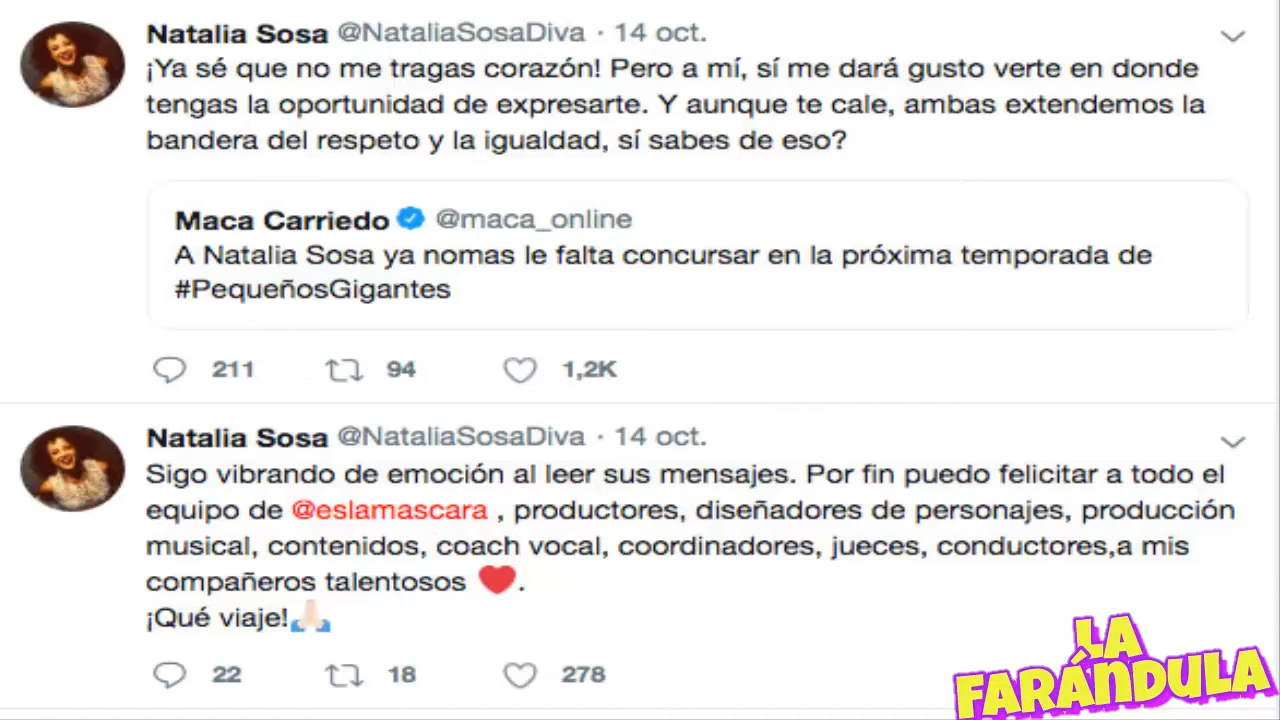 Natalia Sosa @NataliaSosaDiva · 14 oct.
¡Ya sé que no me tragas corazón! Pero a mí, sí me dará gusto verte en donde
tengas la oportunidad de expresarte. Y aunque te cale, ambas extendemos la
bandera del respeto y la igualdad, sí sabes de eso?
Maca Carriedo @maca_online
A Natalia Sosa ya nomas le falta concursar en la próxima temporada de
#PequeñosGigantes
211 94 1,2K
Natalia Sosa @NataliaSosaDiva · 14 oct.
Sigo vibrando de emoción al leer sus mensajes. Por fin puedo felicitar a todo el
equipo de @eslamascara , productores, diseñadores de personajes, producción
musical, contenidos, coach vocal, coordinadores, jueces, conductores,a mis
compañeros talentosos ❤️.
¡Qué viaje!🙏🏻
22 18 278
LA
FARÁNDULA